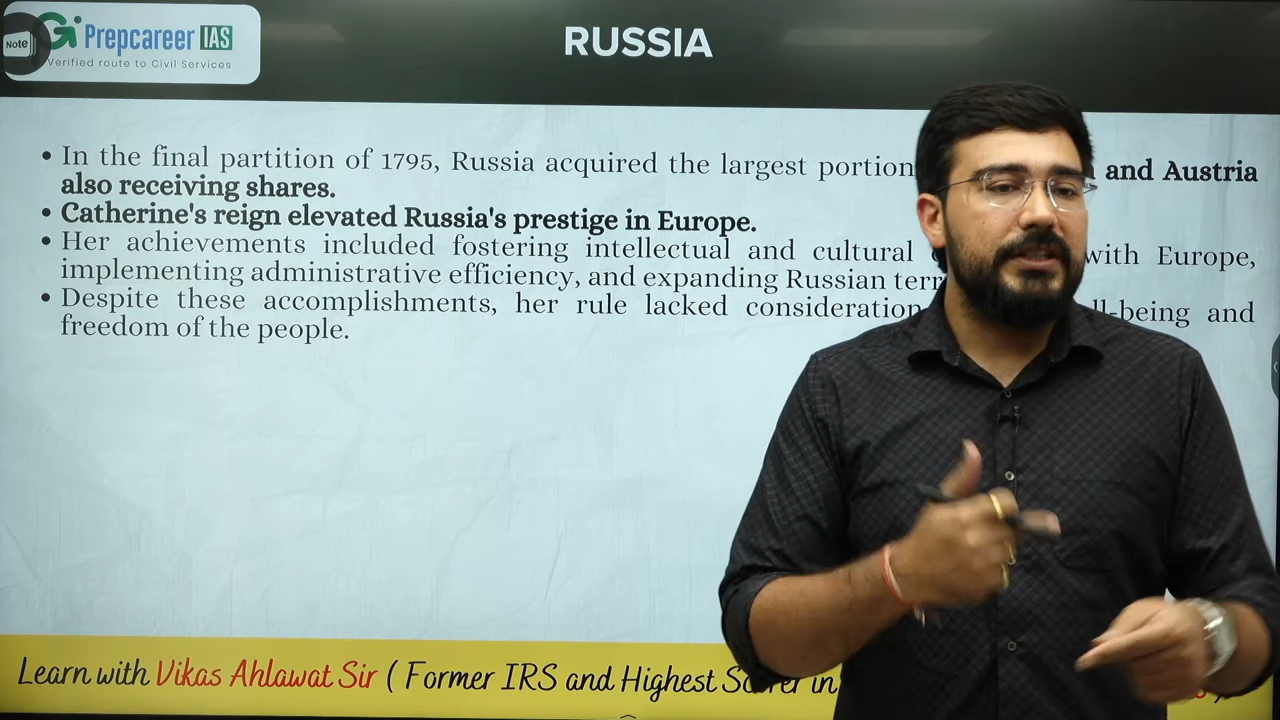 Note
Gi Prepcareer IAS
Verified route to Civil Services
RUSSIA
• In the final partition of 1795, Russia acquired the largest portion and Austria
also receiving shares.
• Catherine's reign elevated Russia's prestige in Europe.
• Her achievements included fostering intellectual and cultural with Europe,
implementing administrative efficiency, and expanding Russian
• Despite these accomplishments, her rule lacked consideration and
freedom of the people.
Learn with Vikas Ahlawat Sir ( Former IRS and Highest in